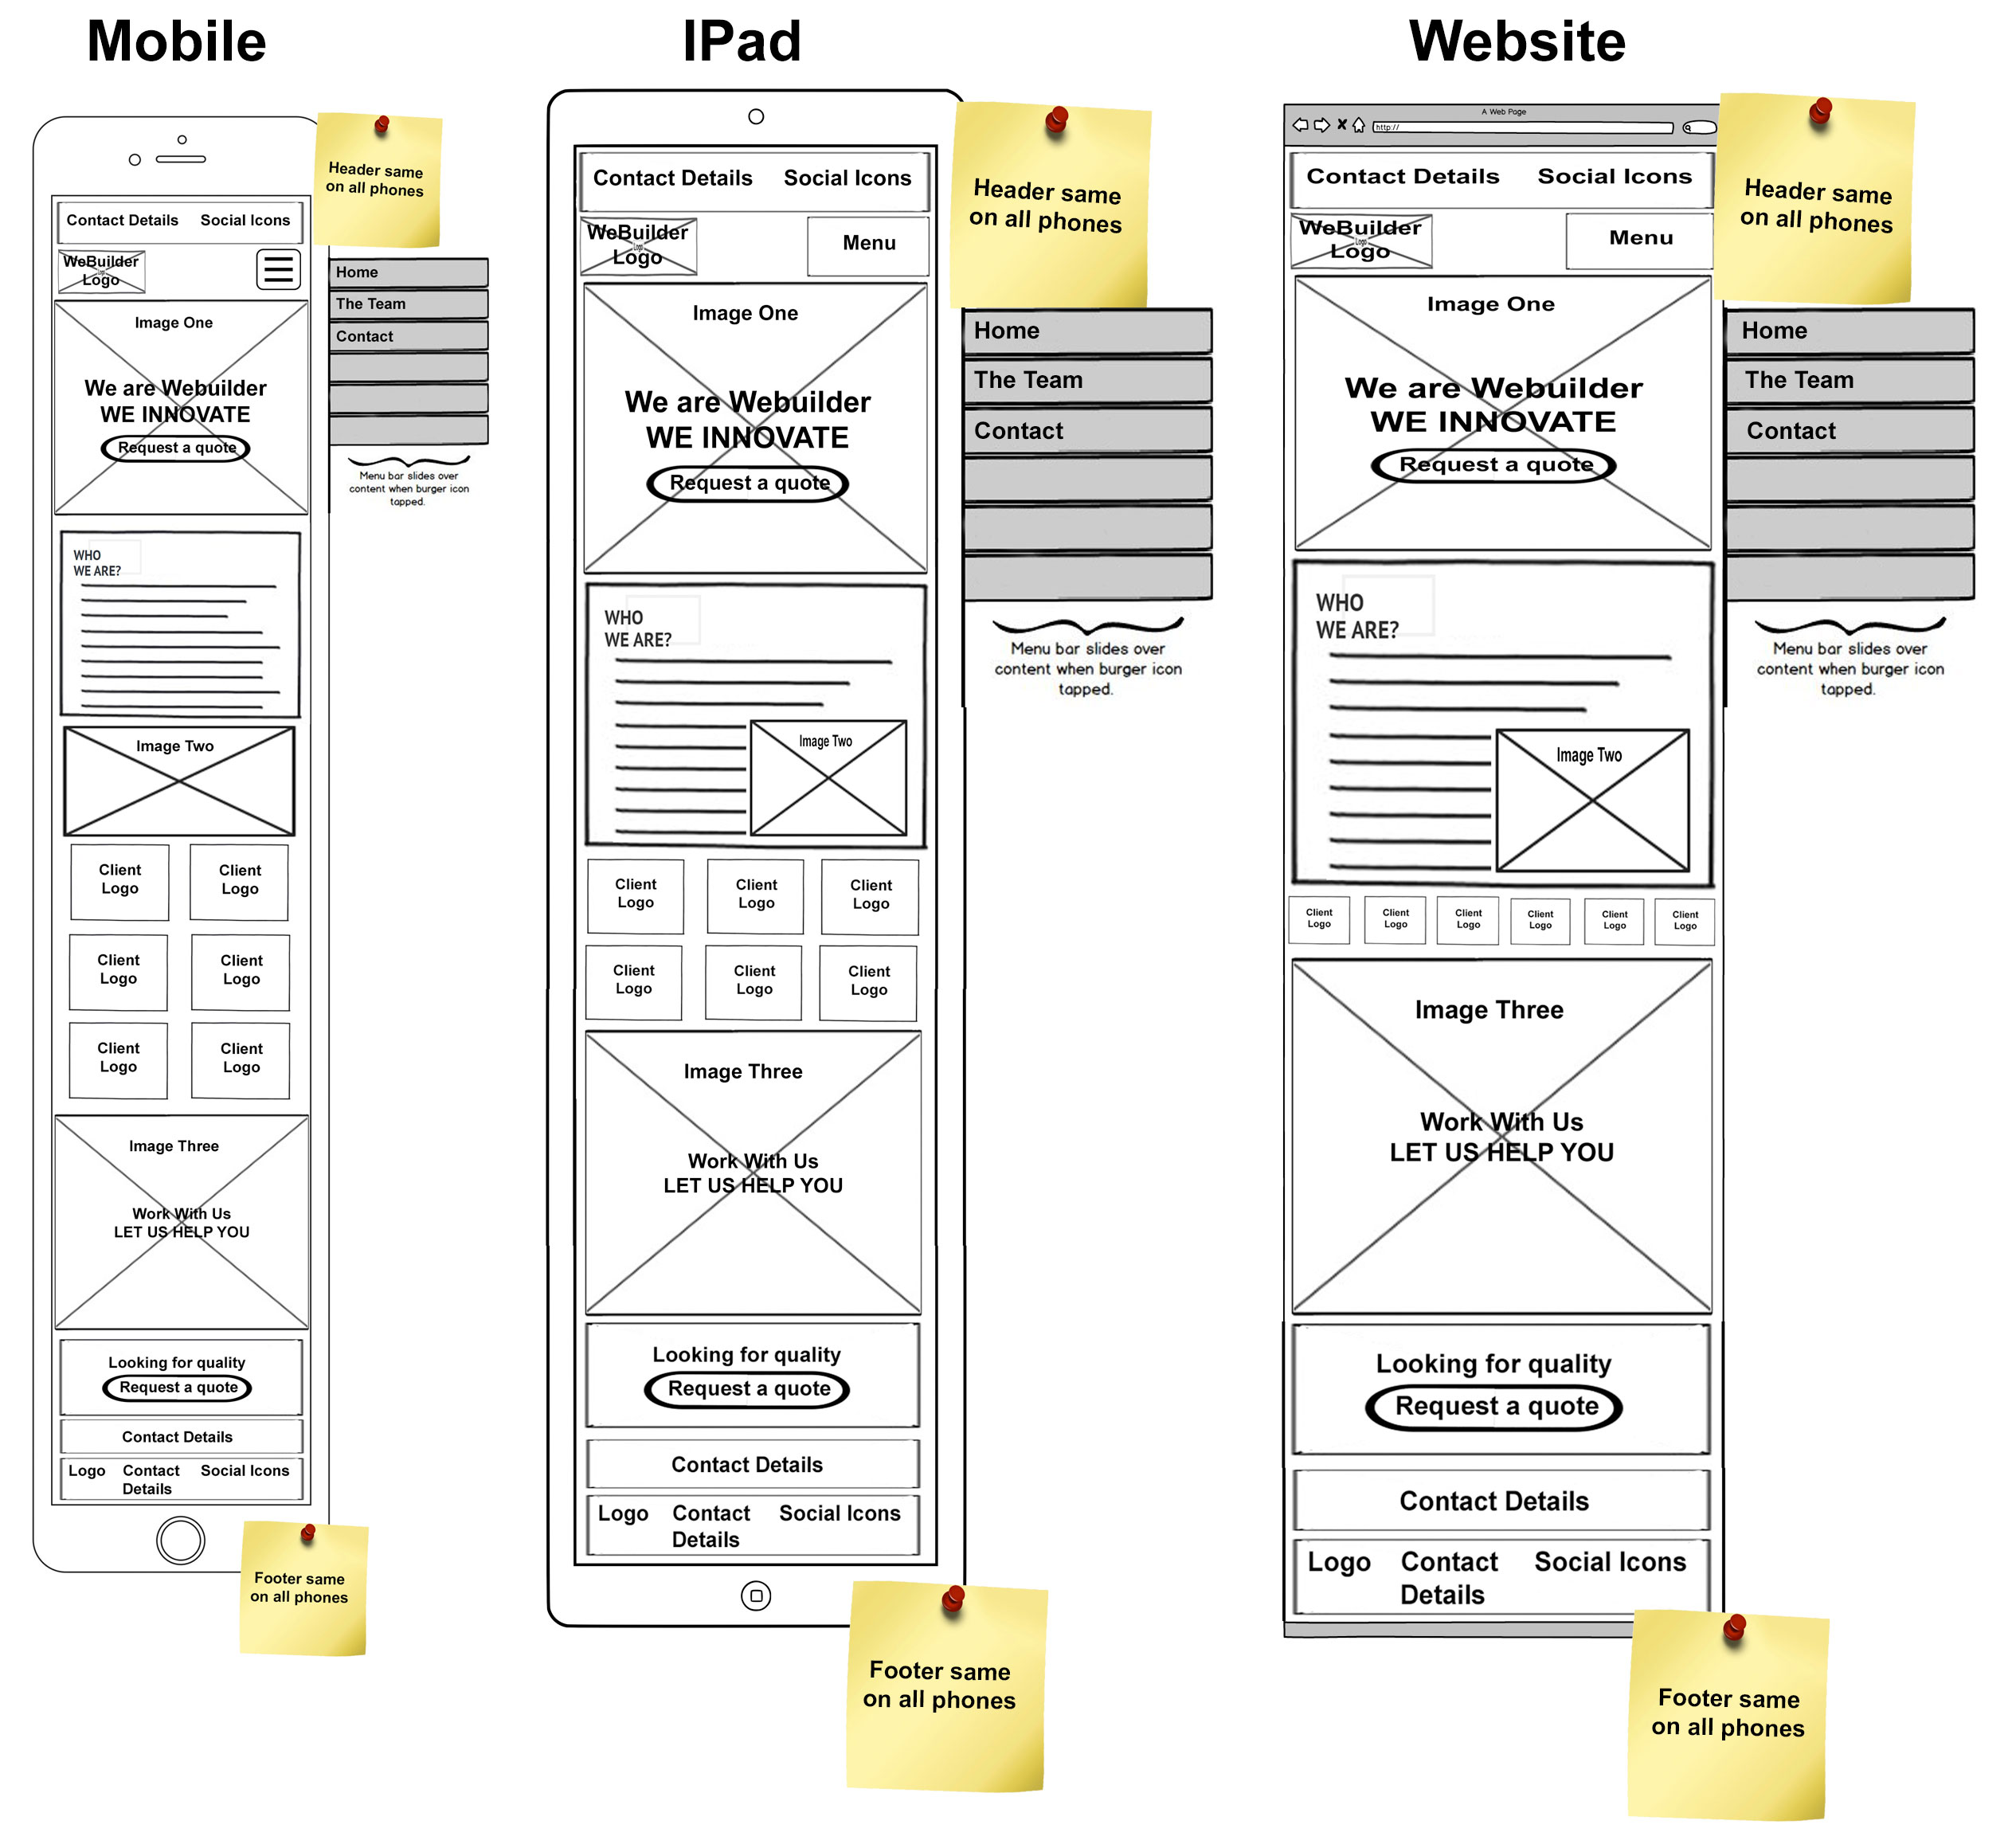 Mobile
Header same
on all phones
Contact Details Social Icons
WeBuilder
Logo
Logo
Home
The Team
Contact
Image One
We are Webuilder
WE INNOVATE
Request a quote
Menu bar slides over
content when burger icon
tapped.
WHO
WE ARE?
Image Two
Client
Logo
Client
Logo
Client
Logo
Client
Logo
Client
Logo
Client
Logo
Image Three
Work With Us
LET US HELP YOU
Looking for quality
Request a quote
Contact Details
Logo Contact Social Icons
Details
Footer same
on all phones
IPad
Header same
on all phones
Contact Details Social Icons
WeBuilder
Logo
Logo
Menu
Home
The Team
Contact
Image One
We are Webuilder
WE INNOVATE
Request a quote
Menu bar slides over
content when burger icon
tapped.
WHO
WE ARE?
Image Two
Client
Logo
Client
Logo
Client
Logo
Client
Logo
Client
Logo
Client
Logo
Image Three
Work With Us
LET US HELP YOU
Looking for quality
Request a quote
Contact Details
Logo Contact Social Icons
Details
Footer same
on all phones
Website
A Web Page
http://
Header same
on all phones
Contact Details Social Icons
WeBuilder
Logo
Logo
Menu
Home
The Team
Contact
Image One
We are Webuilder
WE INNOVATE
Request a quote
Menu bar slides over
content when burger icon
tapped.
WHO
WE ARE?
Image Two
Client
Logo
Client
Logo
Client
Logo
Client
Logo
Client
Logo
Client
Logo
Image Three
Work With Us
LET US HELP YOU
Looking for quality
Request a quote
Contact Details
Logo Contact Social Icons
Details
Footer same
on all phones